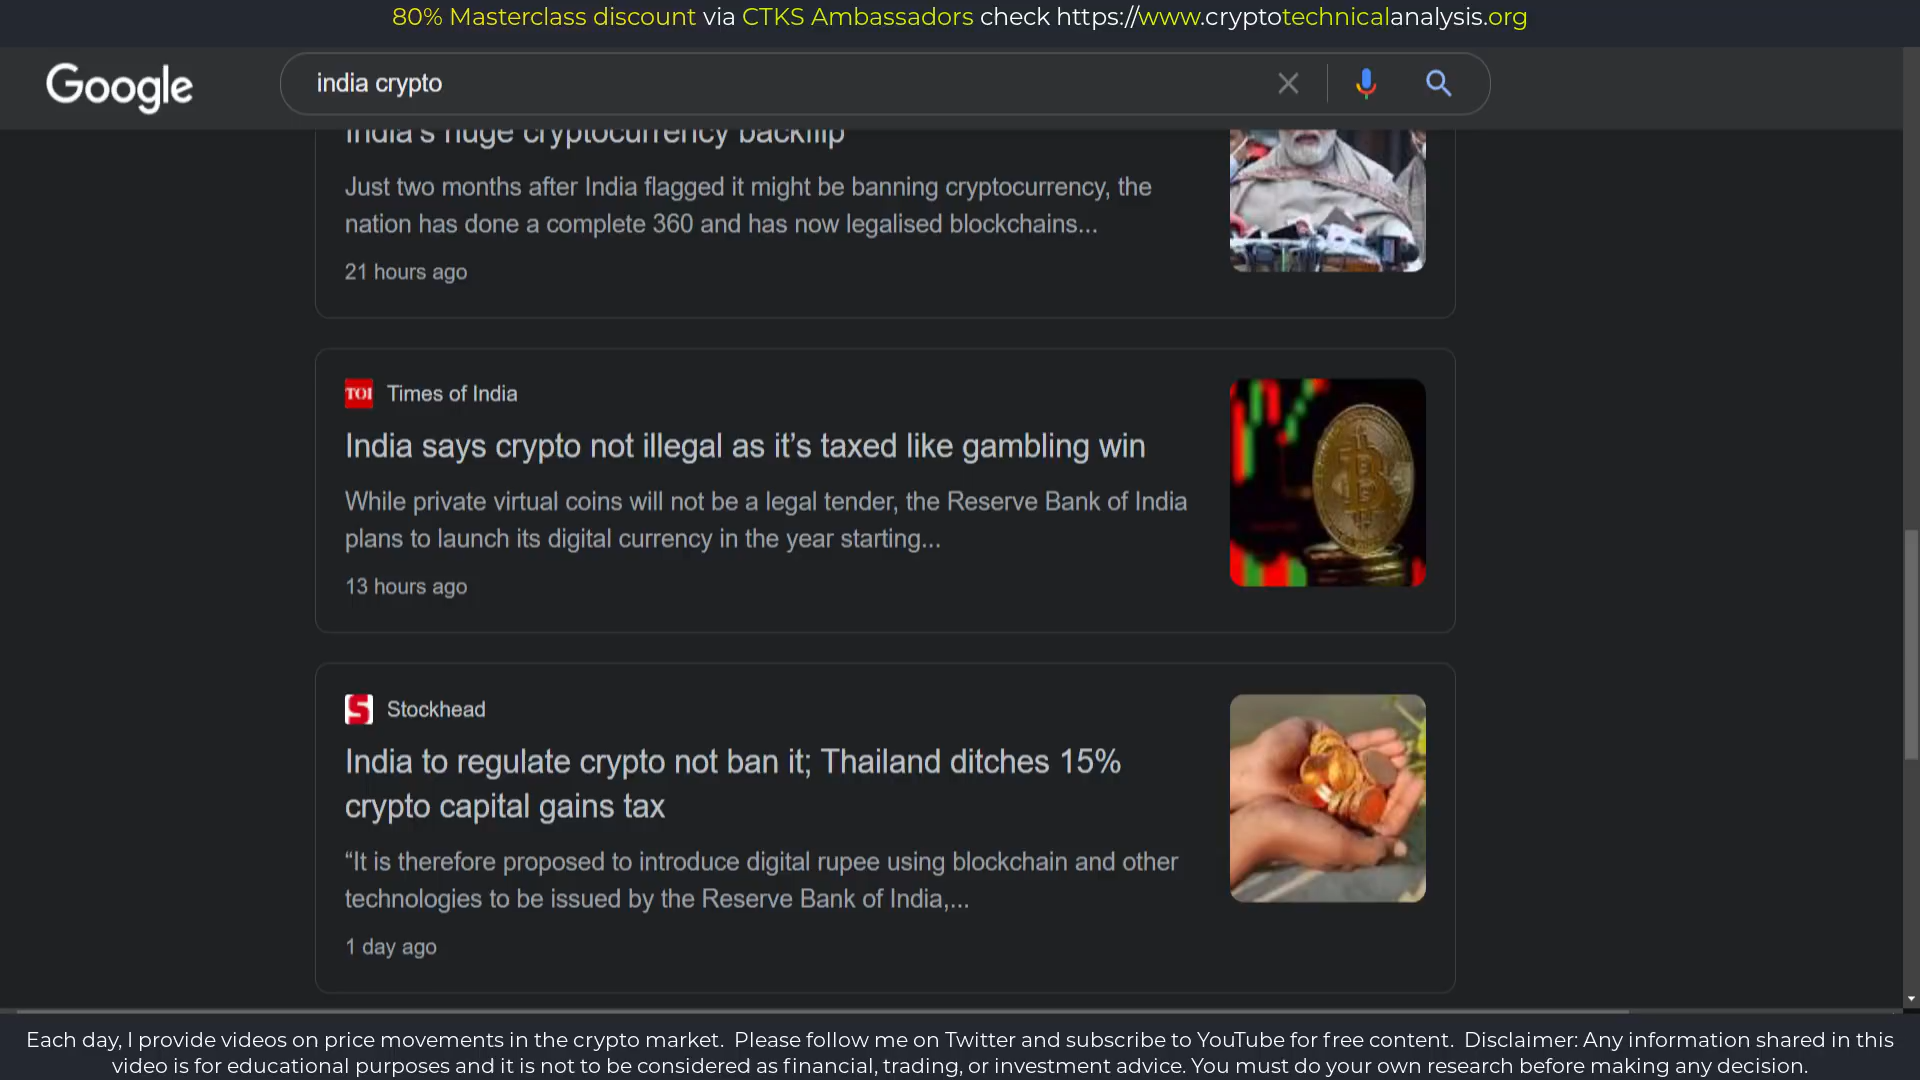 80% Masterclass discount via CTKS Ambassadors check https://www.cryptotechnicalanalysis.org
Google
india crypto
India's huge cryptocurrency backflip
Just two months after India flagged it might be banning cryptocurrency, the
nation has done a complete 360 and has now legalised blockchains...
21 hours ago
TOI Times of India
India says crypto not illegal as it’s taxed like gambling win
While private virtual coins will not be a legal tender, the Reserve Bank of India
plans to launch its digital currency in the year starting...
13 hours ago
S Stockhead
India to regulate crypto not ban it; Thailand ditches 15%
crypto capital gains tax
“It is therefore proposed to introduce digital rupee using blockchain and other
technologies to be issued by the Reserve Bank of India,...
1 day ago
Each day, I provide videos on price movements in the crypto market. Please follow me on Twitter and subscribe to YouTube for free content. Disclaimer: Any information shared in this
video is for educational purposes and it is not to be considered as financial, trading, or investment advice. You must do your own research before making any decision.